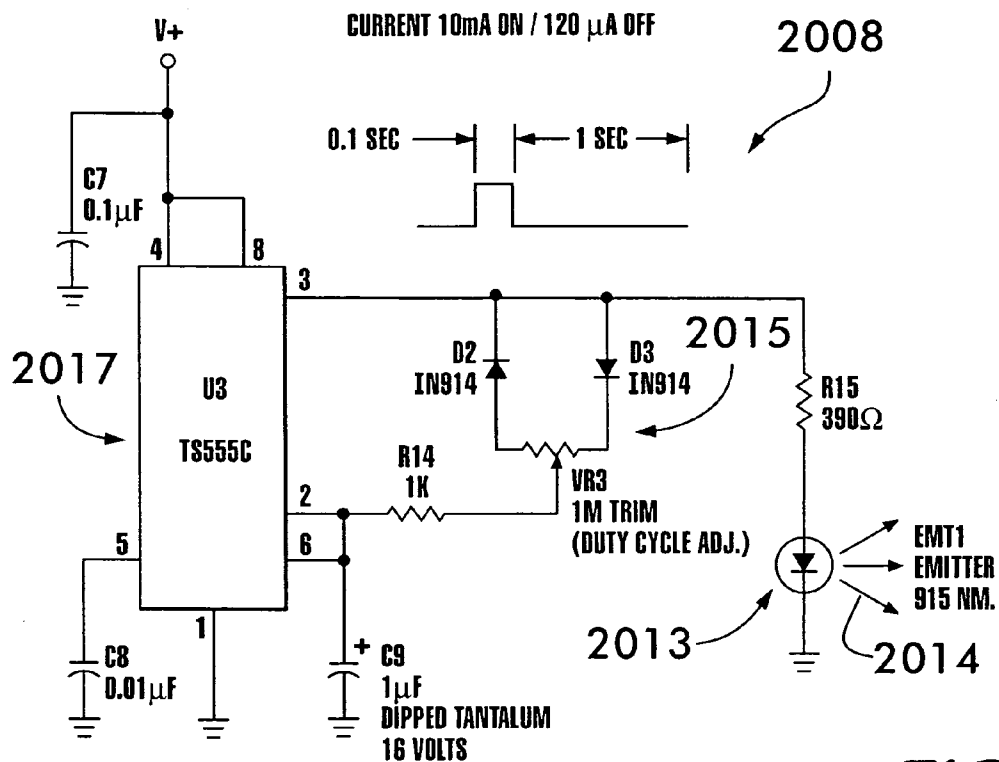 V+
CURRENT 10mA ON / 120 µA OFF
2008
0.1 SEC
1 SEC
C7
0.1µF
4
8
3
2017
U3
TS555C
D2
IN914
D3
IN914
2015
R15
390Ω
R14
1K
VR3
1M TRIM
(DUTY CYCLE ADJ.)
2
6
5
1
EMT1
EMITTER
915 NM.
2013
2014
C8
0.01µF
+
C9
1µF
DIPPED TANTALUM
16 VOLTS